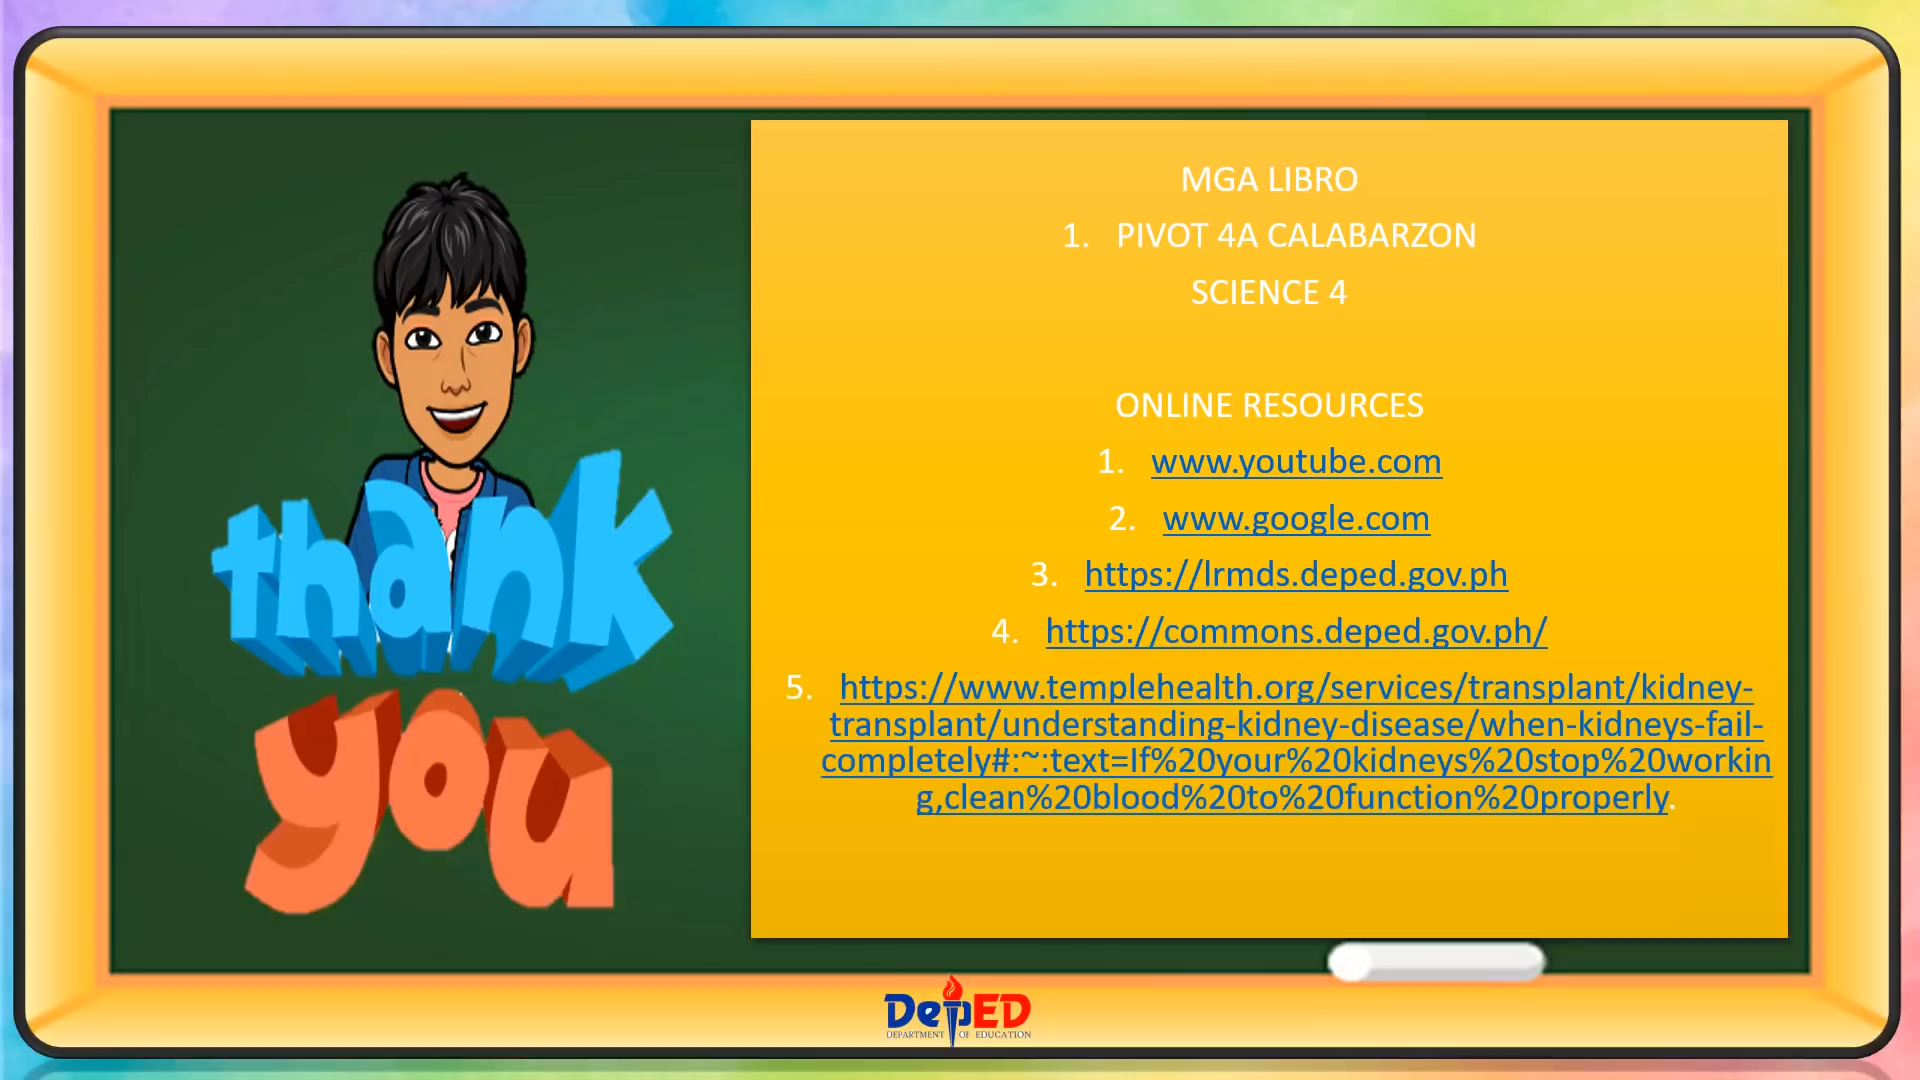 thank
you
MGA LIBRO
1. PIVOT 4A CALABARZON
SCIENCE 4
ONLINE RESOURCES
1. www.youtube.com
2. www.google.com
3. https://lrmds.deped.gov.ph
4. https://commons.deped.gov.ph/
5. https://www.templehealth.org/services/transplant/kidney-
transplant/understanding-kidney-disease/when-kidneys-fail-
completely#:~:text=If%20your%20kidneys%20stop%20workin
g,clean%20blood%20to%20function%20properly.
DepED
DEPARTMENT OF EDUCATION